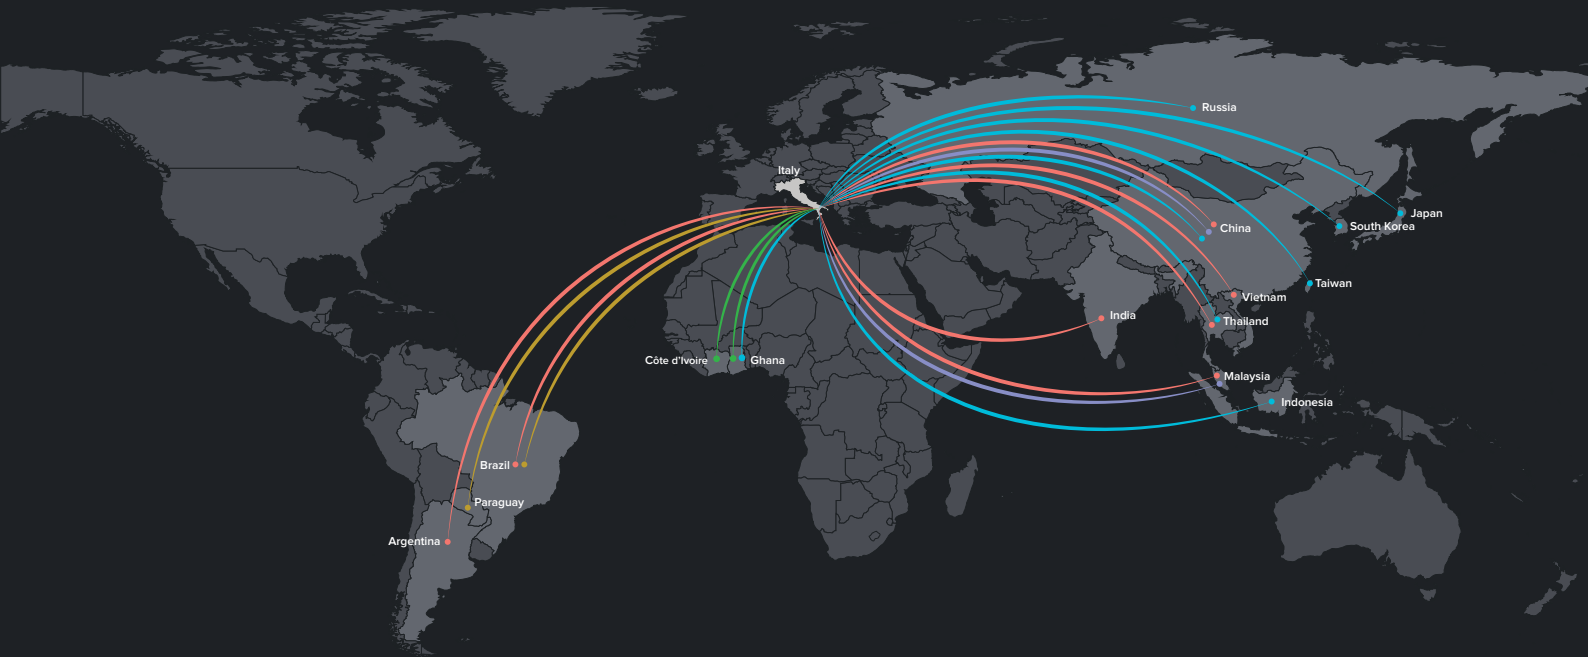 Russia
Italy
Japan
South Korea
China
Taiwan
Vietnam
India
Thailand
Côte d'Ivoire
Ghana
Malaysia
Indonesia
Brazil
Paraguay
Argentina